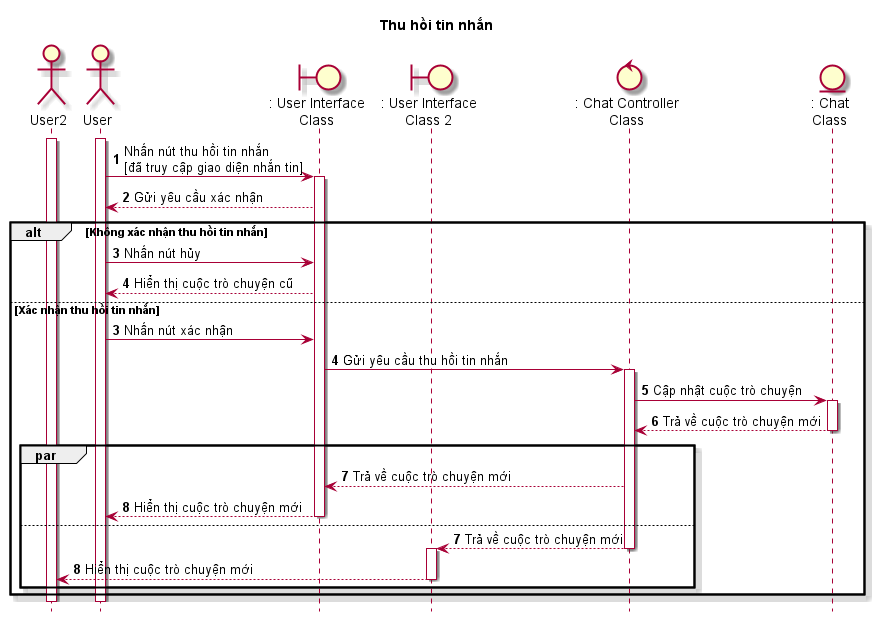 Thu hồi tin nhắn
User2
User
: User Interface
Class
: User Interface
Class 2
: Chat Controller
Class
: Chat
Class
1 Nhấn nút thu hồi tin nhắn
[đã truy cập giao diện nhắn tin]
2 Gửi yêu cầu xác nhận
alt [Không xác nhận thu hồi tin nhắn]
3 Nhấn nút hủy
4 Hiển thị cuộc trò chuyện cũ
[Xác nhận thu hồi tin nhắn]
3 Nhấn nút xác nhận
4 Gửi yêu cầu thu hồi tin nhắn
5 Cập nhật cuộc trò chuyện
6 Trả về cuộc trò chuyện mới
par
7 Trả về cuộc trò chuyện mới
8 Hiển thị cuộc trò chuyện mới
7 Trả về cuộc trò chuyện mới
8 Hiển thị cuộc trò chuyện mới